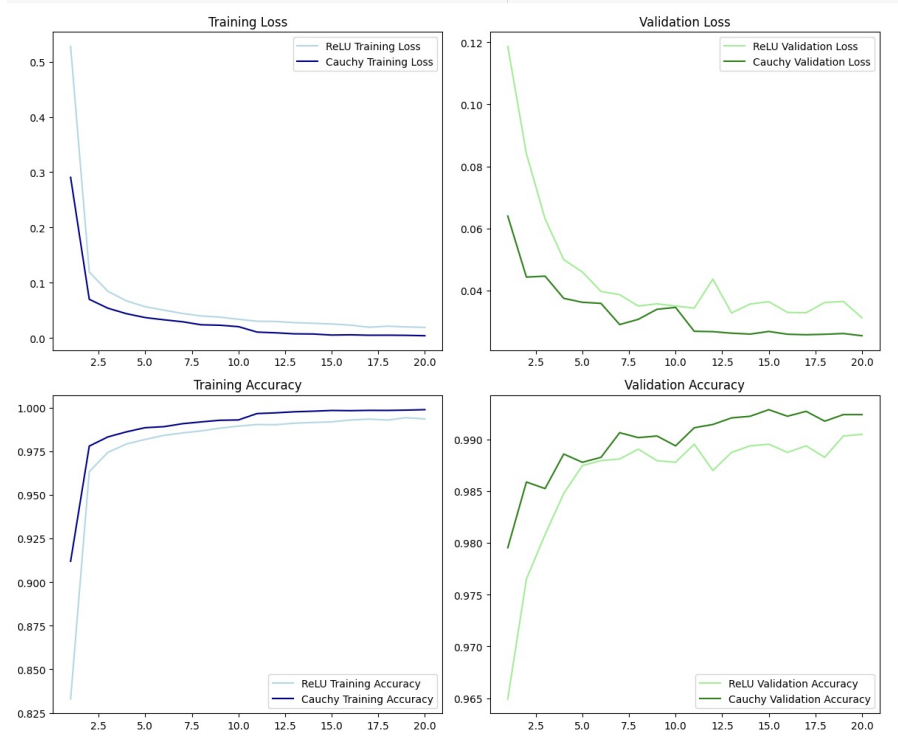 Training Loss
ReLU Training Loss
Cauchy Training Loss
0.5
0.4
0.3
0.2
0.1
0.0
2.5 5.0 7.5 10.0 12.5 15.0 17.5 20.0
Validation Loss
ReLU Validation Loss
Cauchy Validation Loss
0.12
0.10
0.08
0.06
0.04
2.5 5.0 7.5 10.0 12.5 15.0 17.5 20.0
Training Accuracy
1.000
0.975
0.950
0.925
0.900
0.875
0.850
0.825
ReLU Training Accuracy
Cauchy Training Accuracy
2.5 5.0 7.5 10.0 12.5 15.0 17.5 20.0
Validation Accuracy
0.990
0.985
0.980
0.975
0.970
0.965
ReLU Validation Accuracy
Cauchy Validation Accuracy
2.5 5.0 7.5 10.0 12.5 15.0 17.5 20.0